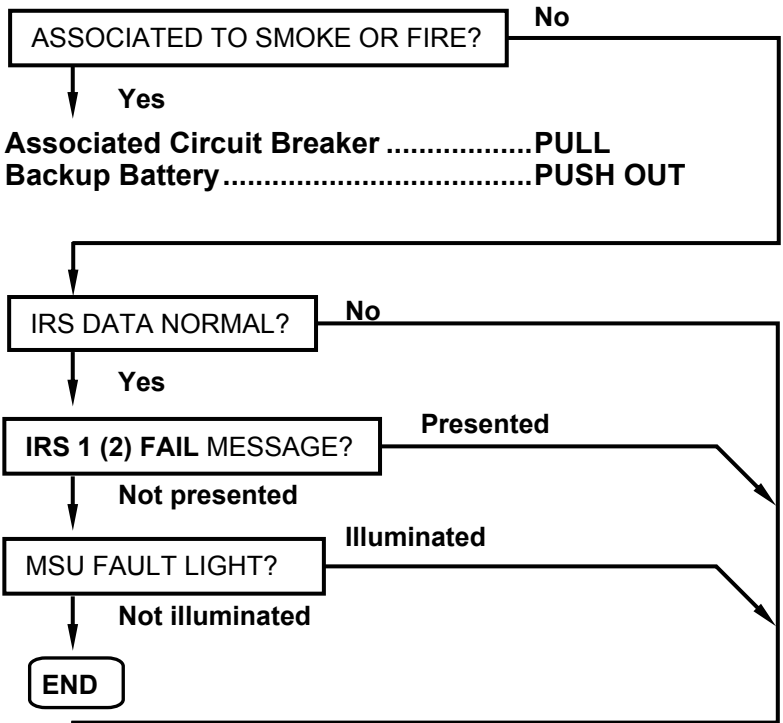 No
ASSOCIATED TO SMOKE OR FIRE?
Yes
Associated Circuit Breaker ..................PULL
Backup Battery......................................PUSH OUT
IRS DATA NORMAL?
No
Yes
Presented
IRS 1 (2) FAIL MESSAGE?
Not presented
Illuminated
MSU FAULT LIGHT?
Not illuminated
END